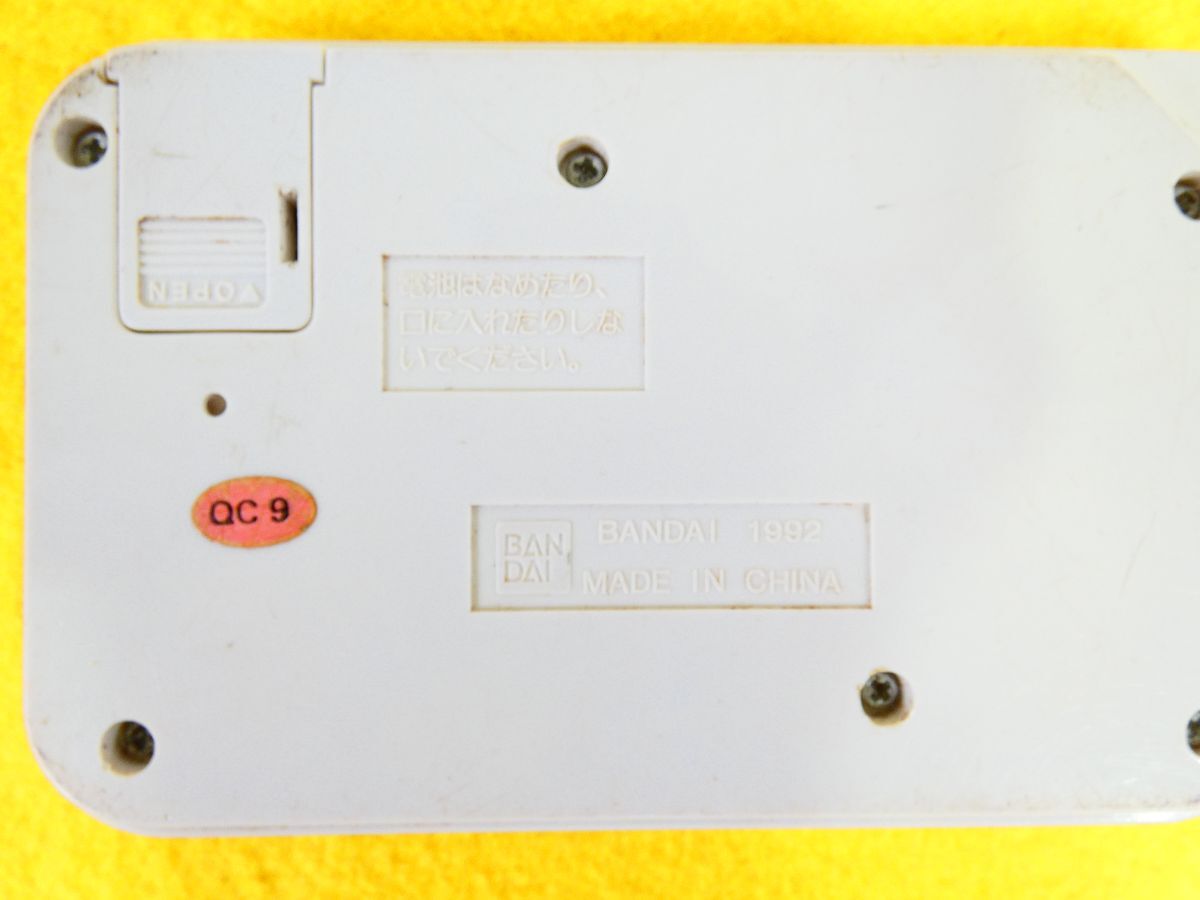 ▽OPEN
電池はなめたり、
口に入れたりしな
いでください。
QC 9
BAN
DAI
BANDAI 1992
MADE IN CHINA